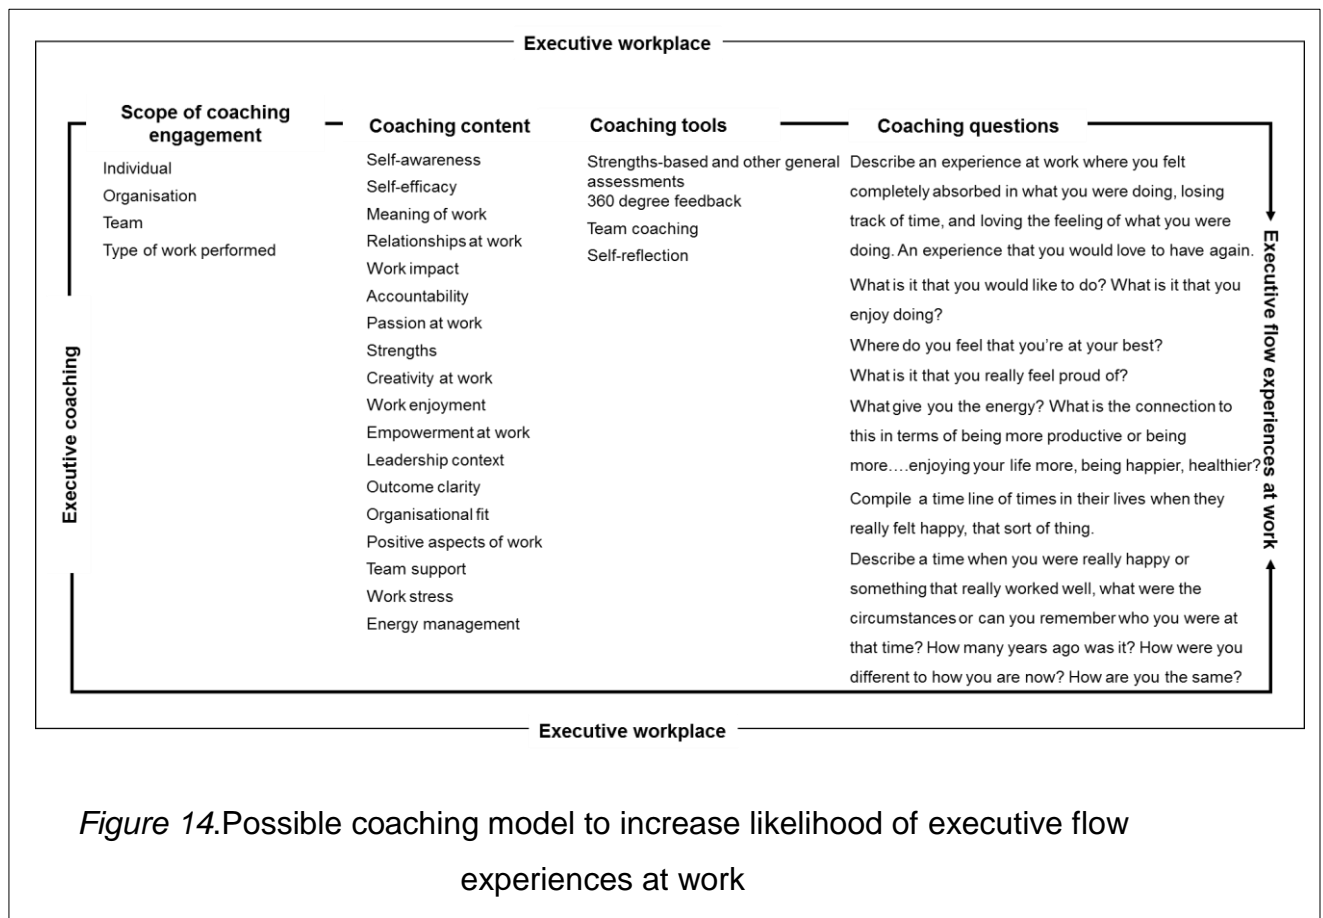 Executive workplace
Scope of coaching
engagement
Individual
Organisation
Team
Type of work performed
Coaching content
Self-awareness
Self-efficacy
Meaning of work
Relationships at work
Work impact
Accountability
Passion at work
Strengths
Creativity at work
Work enjoyment
Empowerment at work
Leadership context
Outcome clarity
Organisational fit
Positive aspects of work
Team support
Work stress
Energy management
Coaching tools
Strengths-based and other general
assessments
360 degree feedback
Team coaching
Self-reflection
Coaching questions
Describe an experience at work where you felt
completely absorbed in what you were doing, losing
track of time, and loving the feeling of what you were
doing. An experience that you would love to have again.
What is it that you would like to do? What is it that you
enjoy doing?
Where do you feel that you're at your best?
What is it that you really feel proud of?
What give you the energy? What is the connection to
this in terms of being more productive or being
more….enjoying your life more, being happier, healthier?
Compile a time line of times in their lives when they
really felt happy, that sort of thing.
Describe a time when you were really happy or
something that really worked well, what were the
circumstances or can you remember who you were at
that time? How many years ago was it? How were you
different to how you are now? How are you the same?
Executive coaching
Executive flow experiences at work
Executive workplace
Figure 14.Possible coaching model to increase likelihood of executive flow
experiences at work